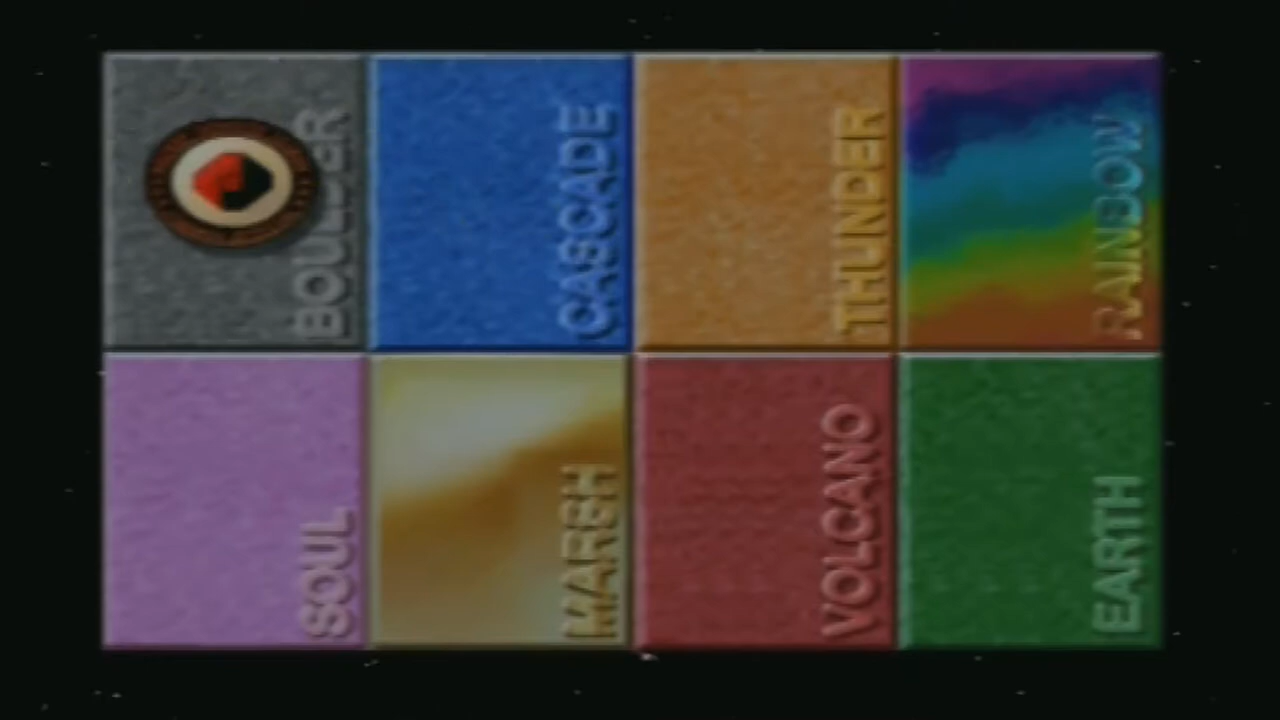 BOULDER
CASCADE
THUNDER
RAINBOW
SOUL
MARSH
VOLCANO
EARTH